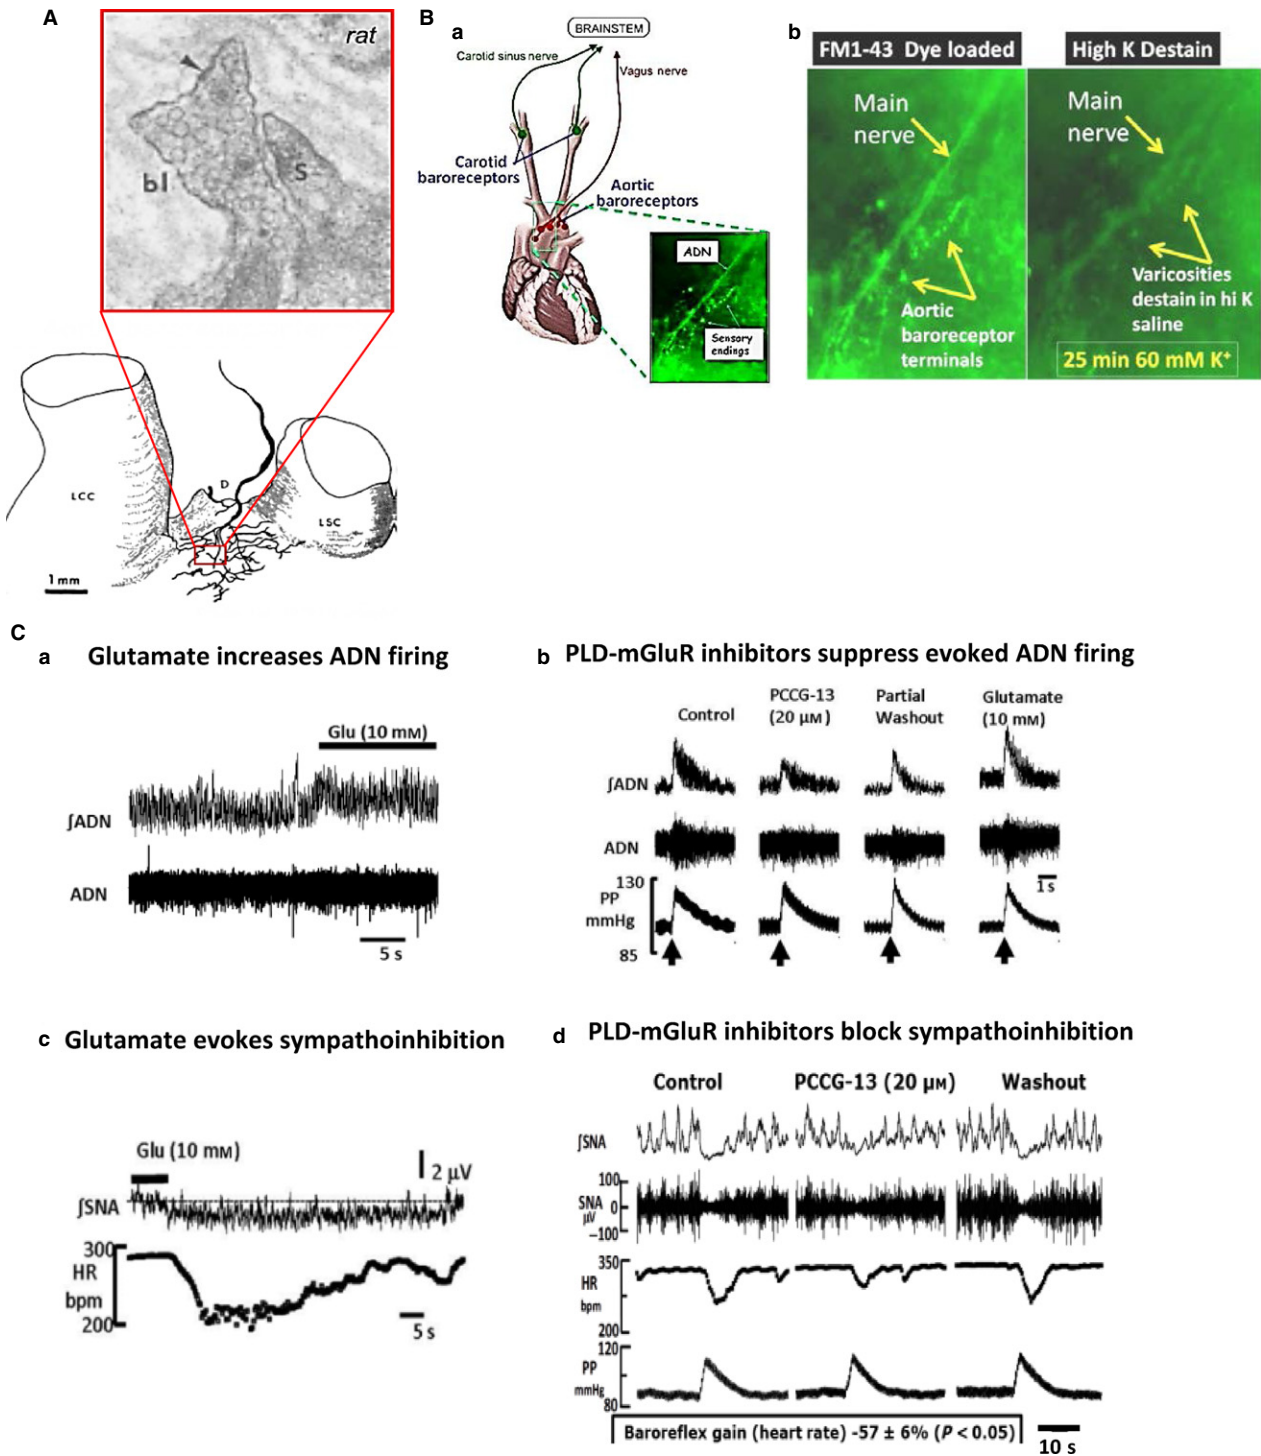 A
rat
bl
S
LCC
D
LSC
1 mm
B
a
BRAINSTEM
Carotid sinus nerve
Vagus nerve
Carotid
baroreceptors
Aortic
baroreceptors
ADN
Sensory
endings
b
FM1-43 Dye loaded
High K Destain
Main
nerve
Main
nerve
Aortic
baroreceptor
terminals
Varicosities
destain in hi K
saline
25 min 60 mM K⁺
C
a Glutamate increases ADN firing
Glu (10 mM)
∫ADN
ADN
5 s
b PLD-mGluR inhibitors suppress evoked ADN firing
Control
PCCG-13
(20 µM)
Partial
Washout
Glutamate
(10 mM)
∫ADN
ADN
1 s
130
PP
mmHg
85
c Glutamate evokes sympathoinhibition
Glu (10 mM)
2 µV
∫SNA
300
HR
bpm
200
5 s
d PLD-mGluR inhibitors block sympathoinhibition
Control PCCG-13 (20 µM) Washout
∫SNA
100
SNA 0
µV
–100
350
HR
bpm
200
120
PP
mmHg
80
Baroreflex gain (heart rate) -57 ± 6% (P < 0.05)
10 s